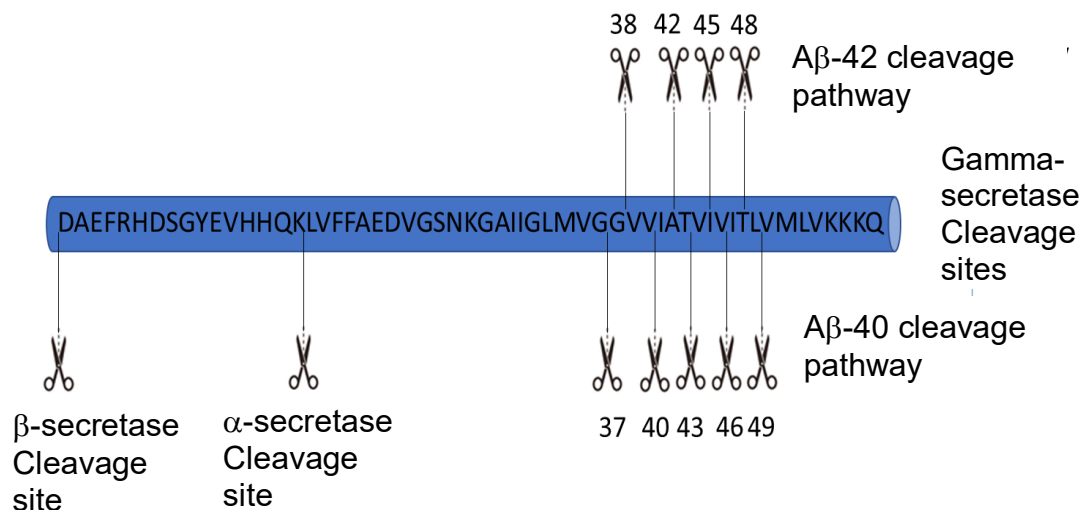 38 42 45 48
Aβ-42 cleavage
pathway
Gamma-
secretase
Cleavage
sites
DAEFRHDSGYEVHHQKLVFFAEDVGSNKGAIIGLMVGGVVIATVIVITLVMLVKKKQ
Aβ-40 cleavage
pathway
37 40 43 46 49
β-secretase
Cleavage
site
α-secretase
Cleavage
site